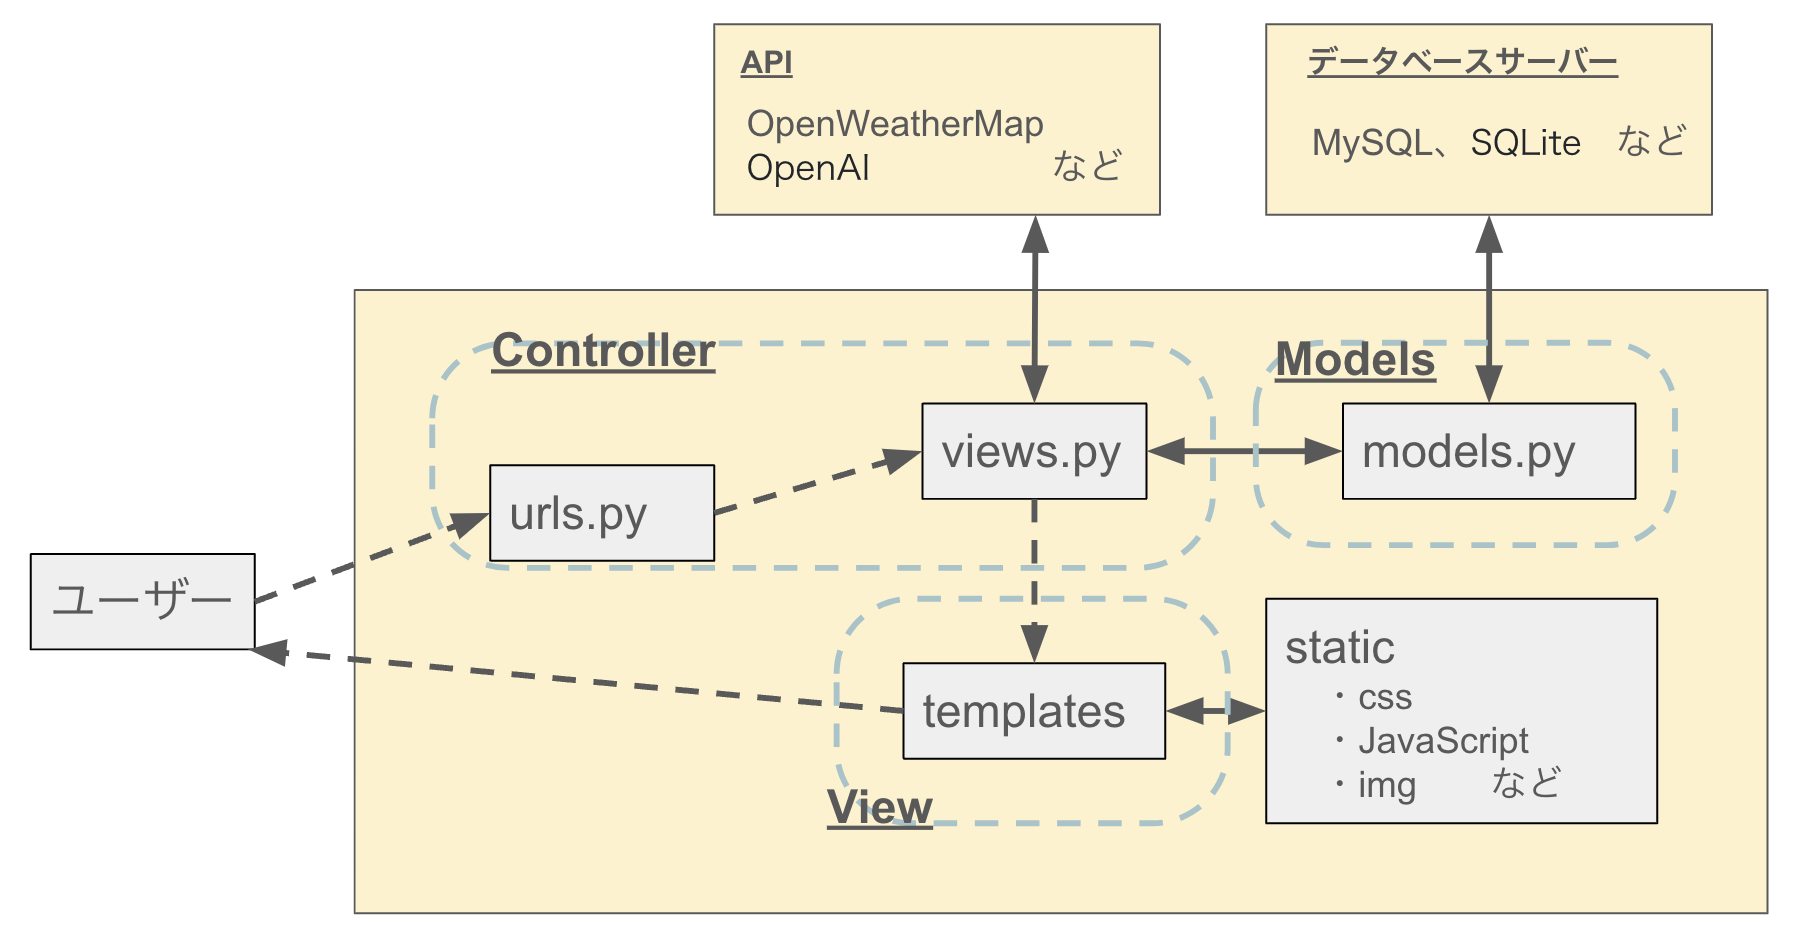 API
OpenWeatherMap
OpenAI など
データベースサーバー
MySQL、SQLite など
Controller
Models
views.py
models.py
urls.py
ユーザー
static
・css
・JavaScript
・img など
templates
View